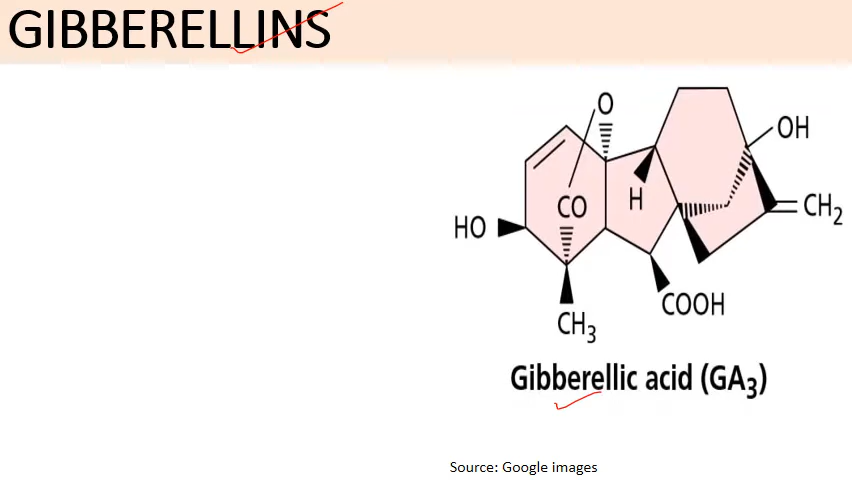 GIBBERELLINS
O
OH
H
CO
HO
CH2
COOH
CH3
Gibberellic acid (GA3)
Source: Google images